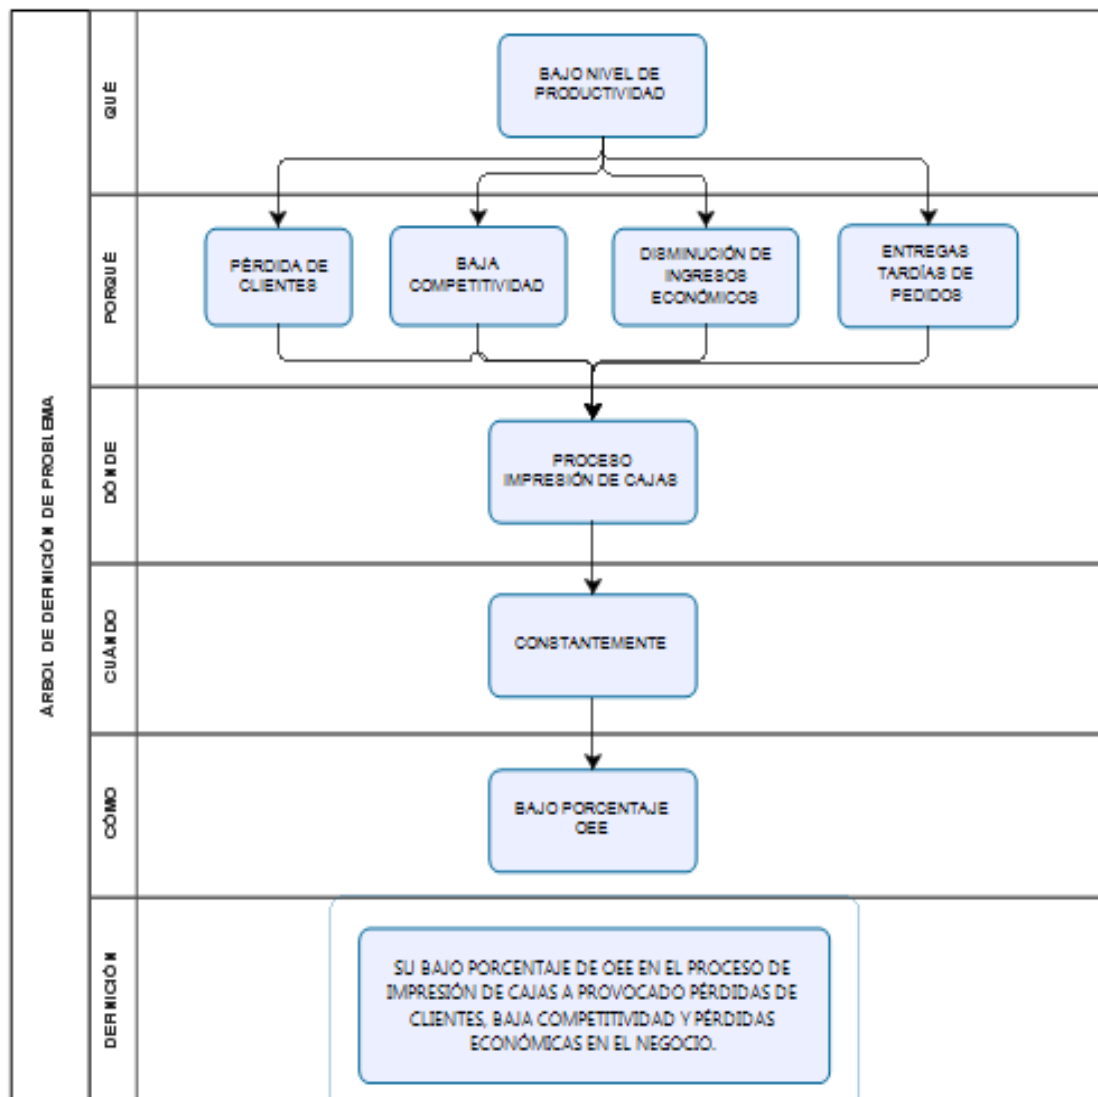 ÁRBOL DE DERNICIÓN DE PROBLEMA
QUÉ
BAJO NIVEL DE
PRODUCTIVIDAD
PORQUÉ
PÉRDIDA DE
CLIENTES
BAJA
COMPETITIVIDAD
DISMINUCIÓN DE
INGRESOS
ECONÓMICOS
ENTREGAS
TARDÍAS DE
PEDIDOS
DÓNDE
PROCESO
IMPRESIÓN DE CAJAS
CUÁNDO
CONSTANTEMENTE
CÓMO
BAJO PORCENTAJE
OEE
DERNICIÓN
SU BAJO PORCENTAJE DE OEE EN EL PROCESO DE
IMPRESIÓN DE CAJAS A PROVOCADO PÉRDIDAS DE
CLIENTES, BAJA COMPETITIVIDAD Y PÉRDIDAS
ECONÓMICAS EN EL NEGOCIO.